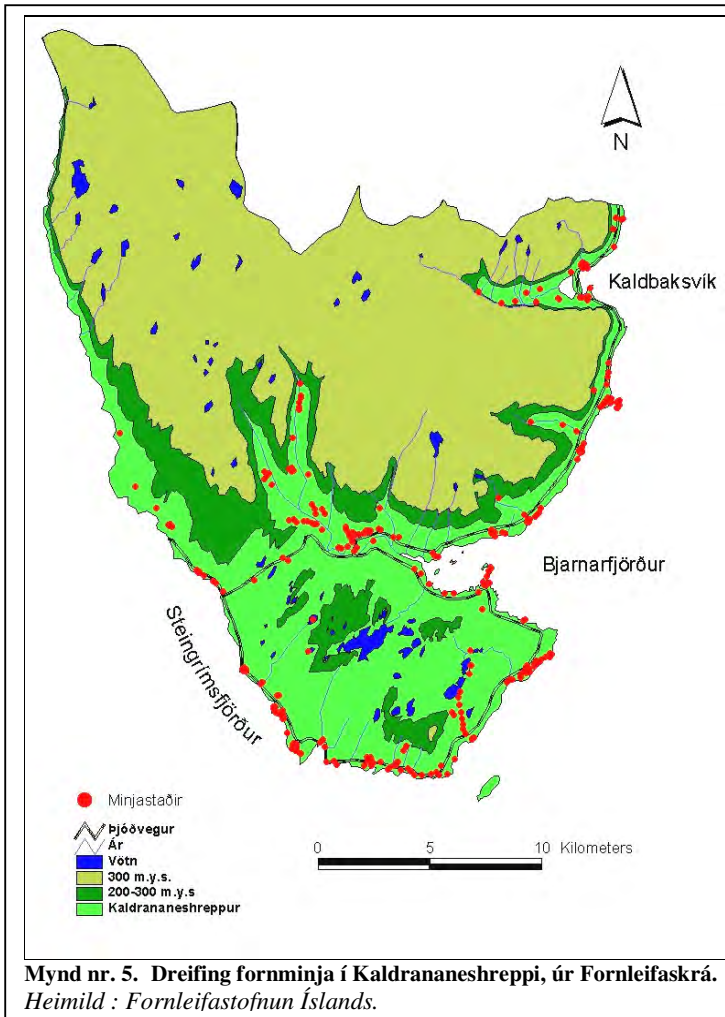 N
Kaldbaksvík
Bjarnarfjörður
Steingrímsfjörður
Minjastaðir
Þjóðvegur
Ár
Vötn
300 m.y.s.
200-300 m.y.s
Kaldrananeshreppur
0 5 10 Kilometers
Mynd nr. 5. Dreifing fornminja í Kaldrananeshreppi, úr Fornleifaskrá.
Heimild : Fornleifastofnun Íslands.